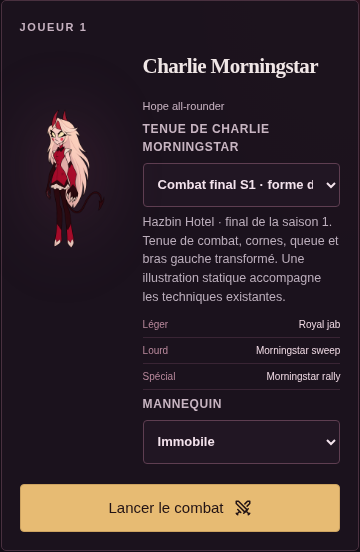 JOUEUR 1
Charlie Morningstar
Hope all-rounder
TENUE DE CHARLIE
MORNINGSTAR
Combat final S1 · forme d
Hazbin Hotel · final de la saison 1.
Tenue de combat, cornes, queue et
bras gauche transformé. Une
illustration statique accompagne
les techniques existantes.
Léger Royal jab
Lourd Morningstar sweep
Spécial Morningstar rally
MANNEQUIN
Immobile
Lancer le combat